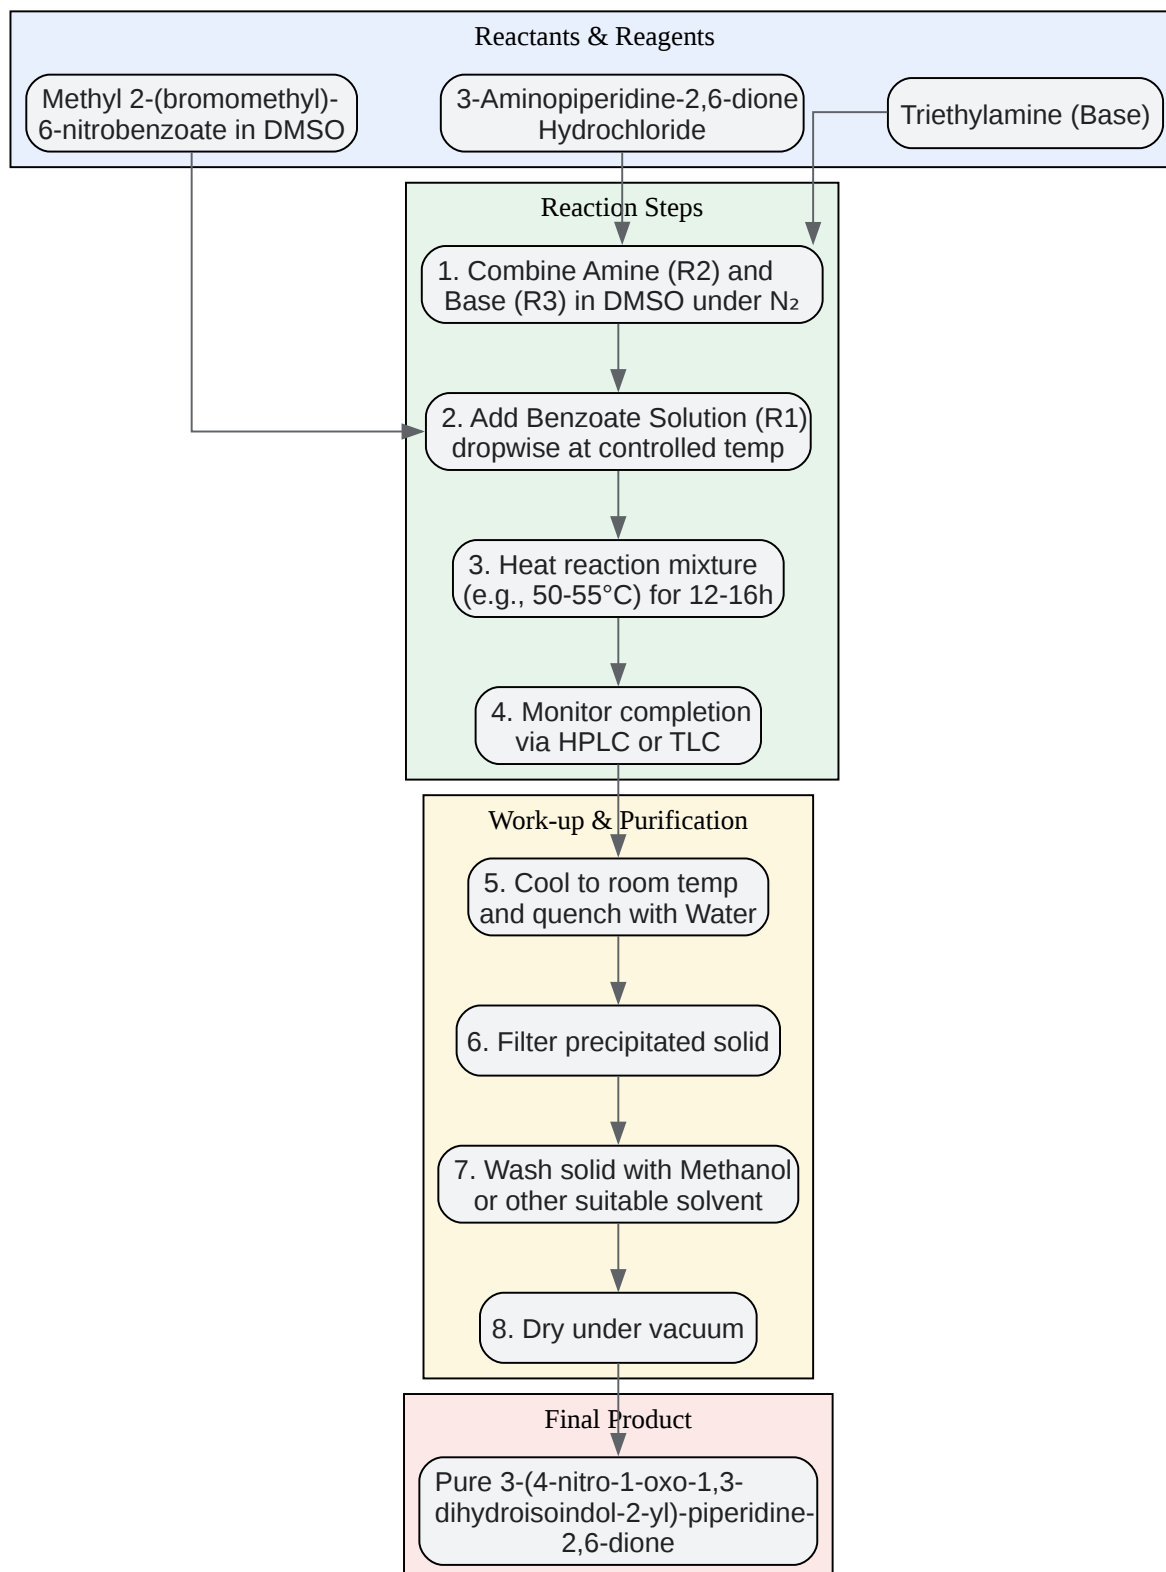 Reactants & Reagents
Methyl 2-(bromomethyl)-
6-nitrobenzoate in DMSO
3-Aminopiperidine-2,6-dione
Hydrochloride
Triethylamine (Base)
Reaction Steps
1. Combine Amine (R2) and
Base (R3) in DMSO under N₂
2. Add Benzoate Solution (R1)
dropwise at controlled temp
3. Heat reaction mixture
(e.g., 50-55°C) for 12-16h
4. Monitor completion
via HPLC or TLC
Work-up & Purification
5. Cool to room temp
and quench with Water
6. Filter precipitated solid
7. Wash solid with Methanol
or other suitable solvent
8. Dry under vacuum
Final Product
Pure 3-(4-nitro-1-oxo-1,3-
dihydroisoindol-2-yl)-piperidine-
2,6-dione